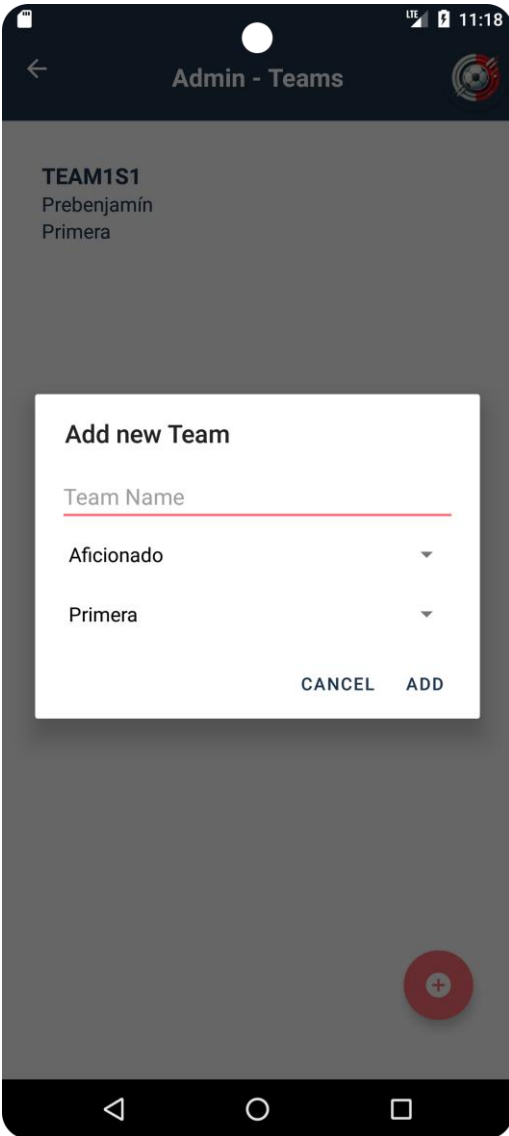 LTE 11:18
Admin - Teams
TEAM1S1
Prebenjamín
Primera
Add new Team
Team Name
Aficionado
Primera
CANCEL ADD